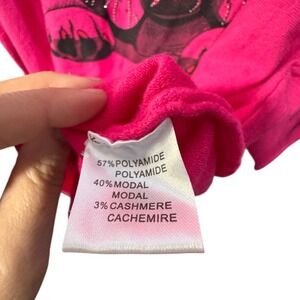 57% POLYAMIDE
POLYAMIDE
40% MODAL
MODAL
3% CASHMERE
CACHEMIRE